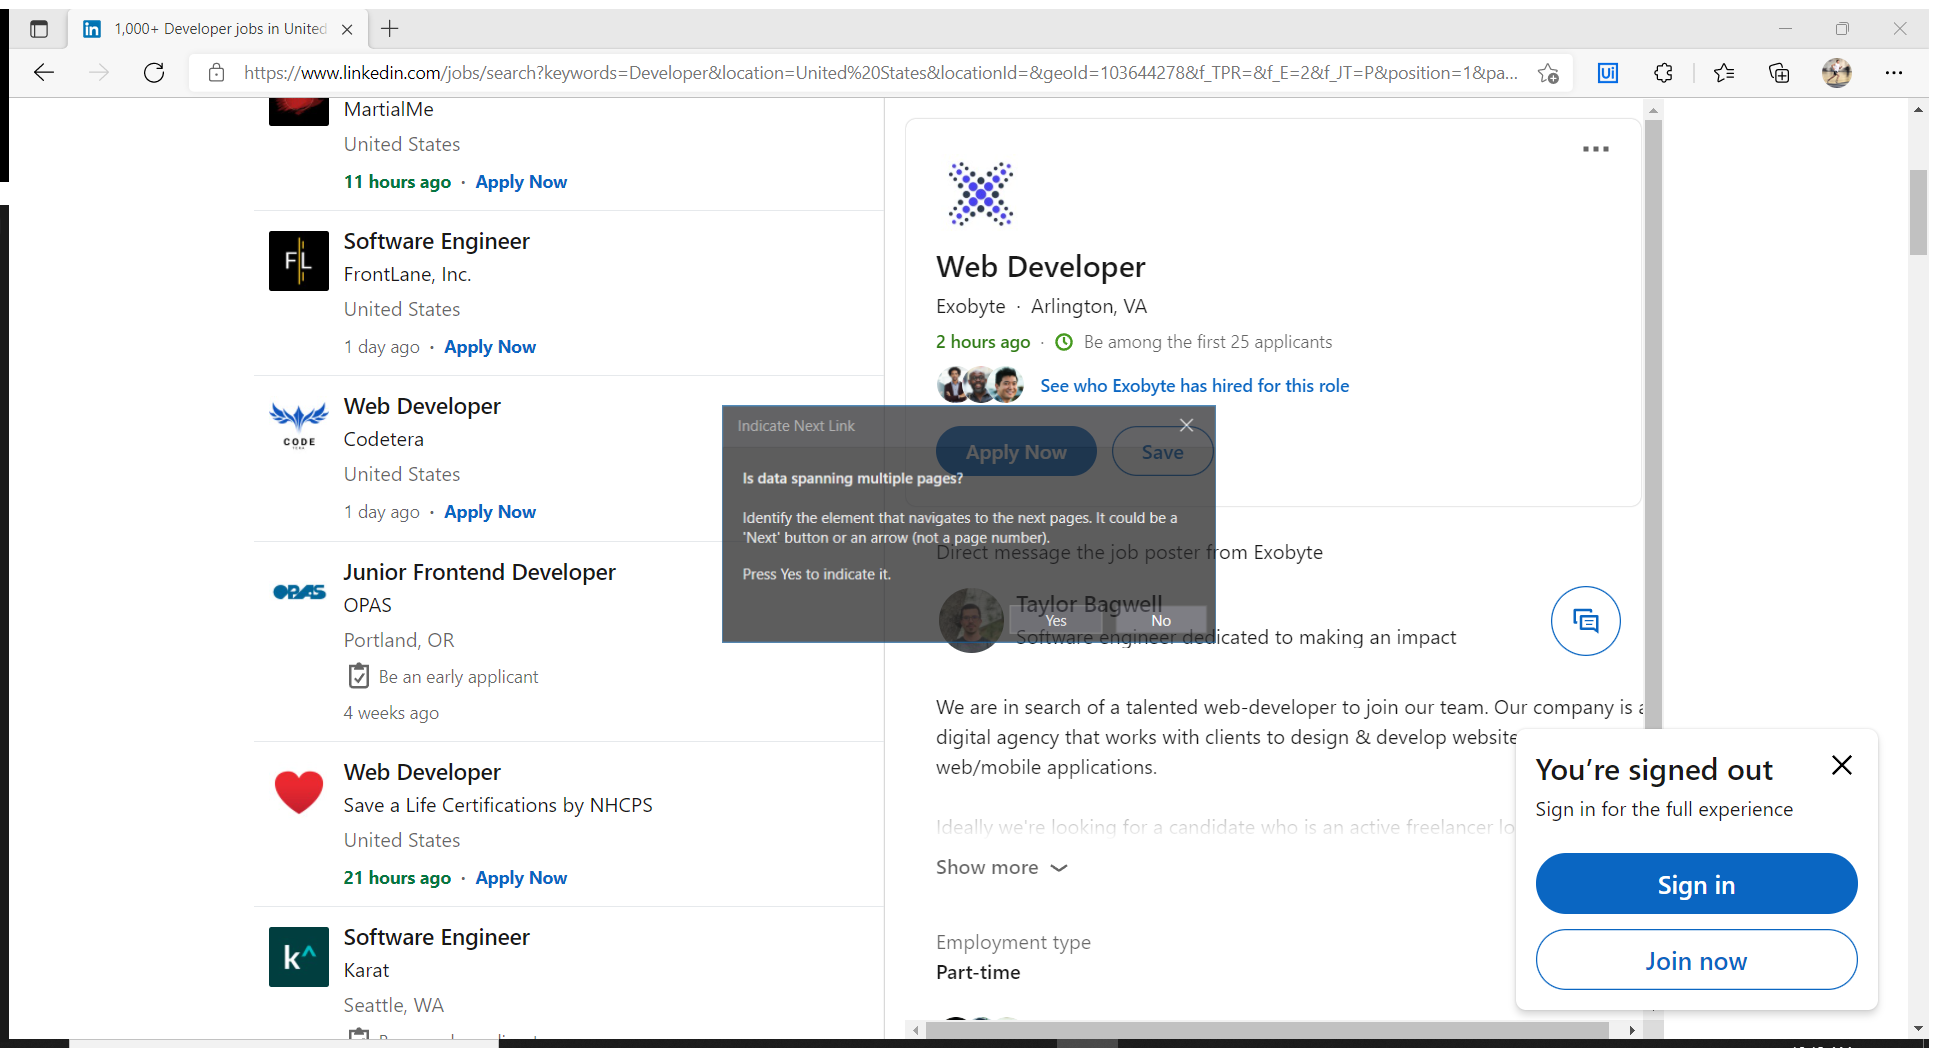 1,000+ Developer jobs in United
https://www.linkedin.com/jobs/search?keywords=Developer&location=United%20States&locationId=&geoId=103644278&f_TPR=&f_E=2&f_JT=P&position=1&pa...
Ui
MartialMe
United States
11 hours ago · Apply Now
FL
Software Engineer
FrontLane, Inc.
United States
1 day ago · Apply Now
CODE
Web Developer
Codetera
United States
1 day ago · Apply Now
OPAS
Junior Frontend Developer
OPAS
Portland, OR
Be an early applicant
4 weeks ago
Web Developer
Save a Life Certifications by NHCPS
United States
21 hours ago · Apply Now
k^
Software Engineer
Karat
Seattle, WA
Web Developer
Exobyte · Arlington, VA
2 hours ago · Be among the first 25 applicants
See who Exobyte has hired for this role
Apply Now
Save
Indicate Next Link
Is data spanning multiple pages?
Identify the element that navigates to the next pages. It could be a
'Next' button or an arrow (not a page number).
Press Yes to indicate it.
Yes
No
Direct message the job poster from Exobyte
Taylor Bagwell
Software engineer dedicated to making an impact
We are in search of a talented web-developer to join our team. Our company is a
digital agency that works with clients to design & develop website
web/mobile applications.
Ideally we're looking for a candidate who is an active freelancer lo
Show more
Employment type
Part-time
You're signed out
Sign in for the full experience
Sign in
Join now